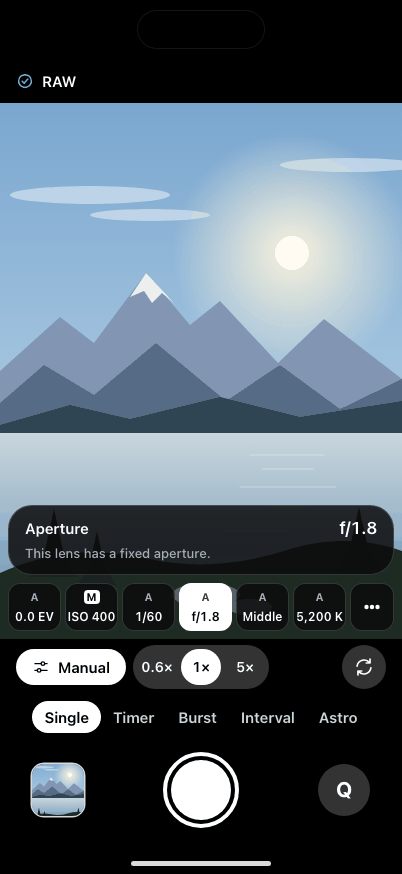 RAW
Aperture
f/1.8
This lens has a fixed aperture.
A
M
A
A
A
A
0.0 EV
ISO 400
1/60
f/1.8
Middle
5,200 K
•••
Manual
0.6×
1×
5×
Single
Timer
Burst
Interval
Astro
Q